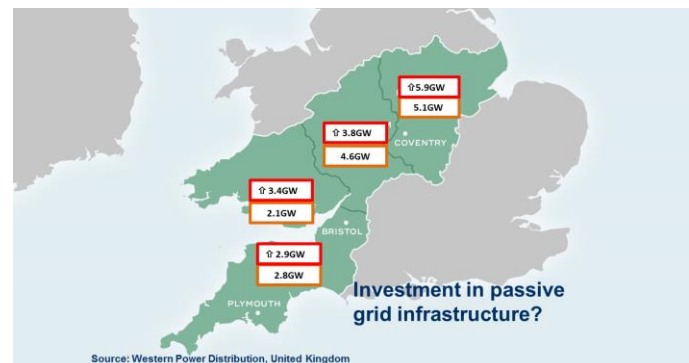 ⇧5.9GW
5.1GW
⇧ 3.8GW
COVENTRY
4.6GW
⇧ 3.4GW
2.1GW
BRISTOL
⇧ 2.9GW
2.8GW
PLYMOUTH
Investment in passive
grid infrastructure?
Source: Western Power Distribution, United Kingdom